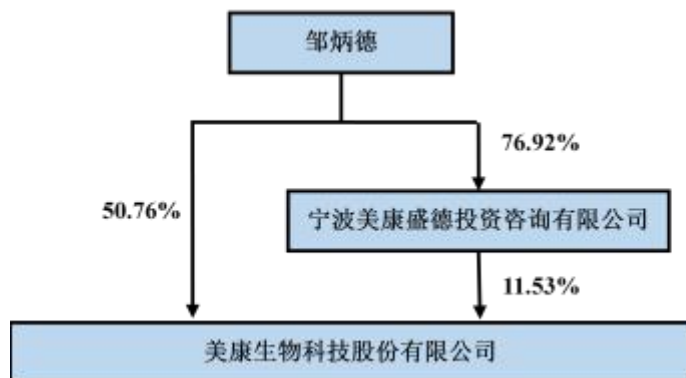 邹炳德
76.92%
50.76%
宁波美康盛德投资咨询有限公司
11.53%
美康生物科技股份有限公司